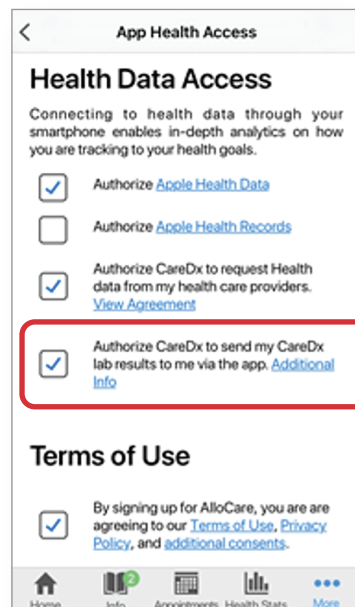 App Health Access
Health Data Access
Connecting to health data through your
smartphone enables in-depth analytics on how
you are tracking to your health goals.
Authorize Apple Health Data
Authorize Apple Health Records
Authorize CareDx to request Health
data from my health care providers.
View Agreement
Authorize CareDx to send my CareDx
lab results to me via the app. Additional
Info
Terms of Use
By signing up for AlloCare, you are are
agreeing to our Terms of Use, Privacy
Policy, and additional consents.
2
Home Info Appointments Health Stats More